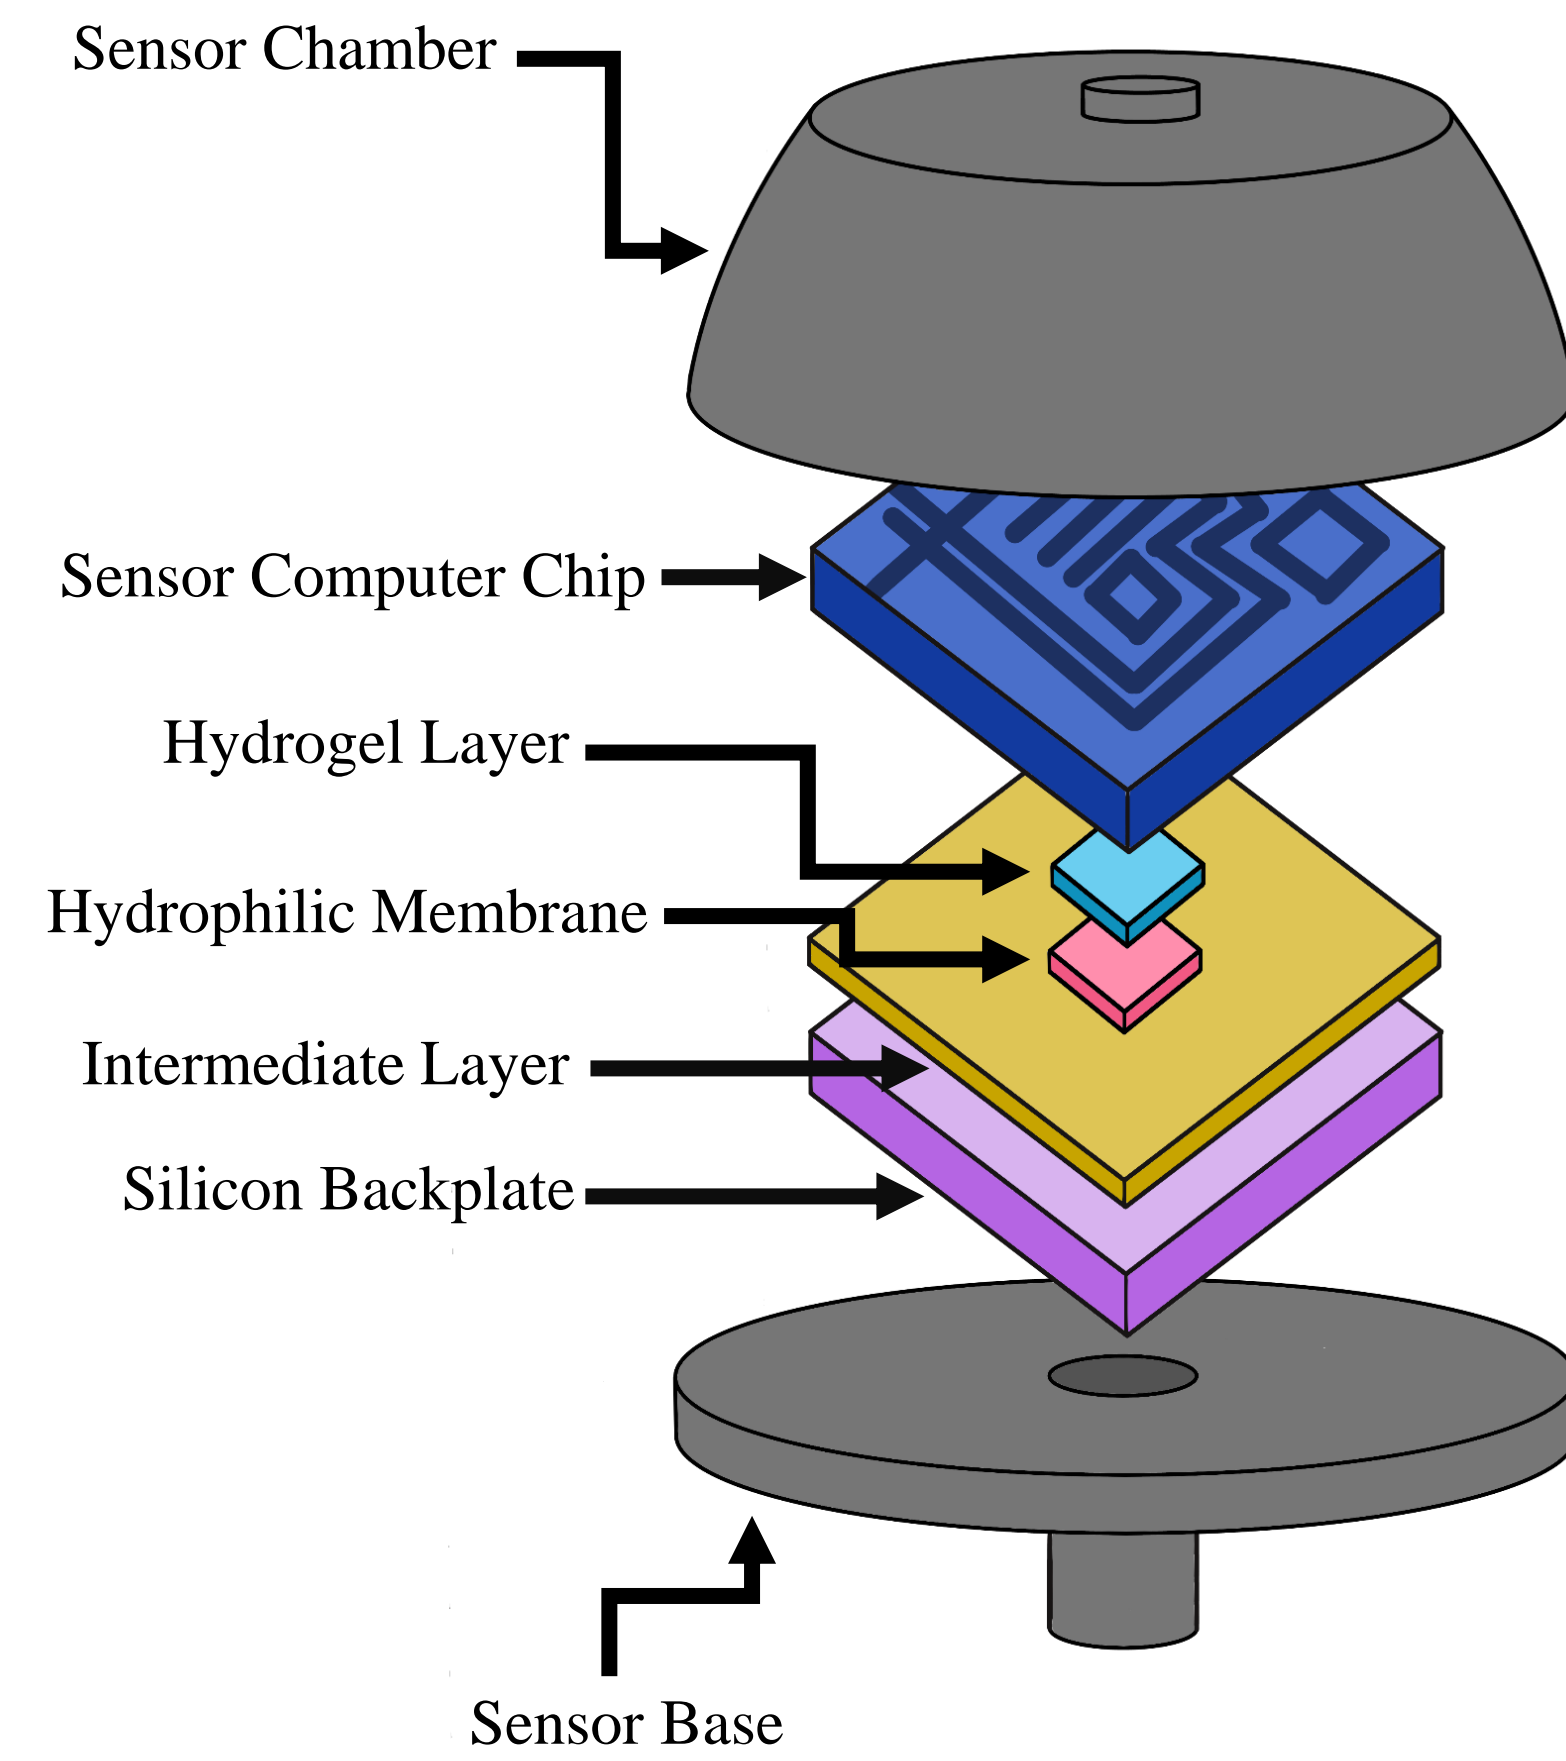 Sensor Chamber
Sensor Computer Chip
Hydrogel Layer
Hydrophilic Membrane
Intermediate Layer
Silicon Backplate
Sensor Base